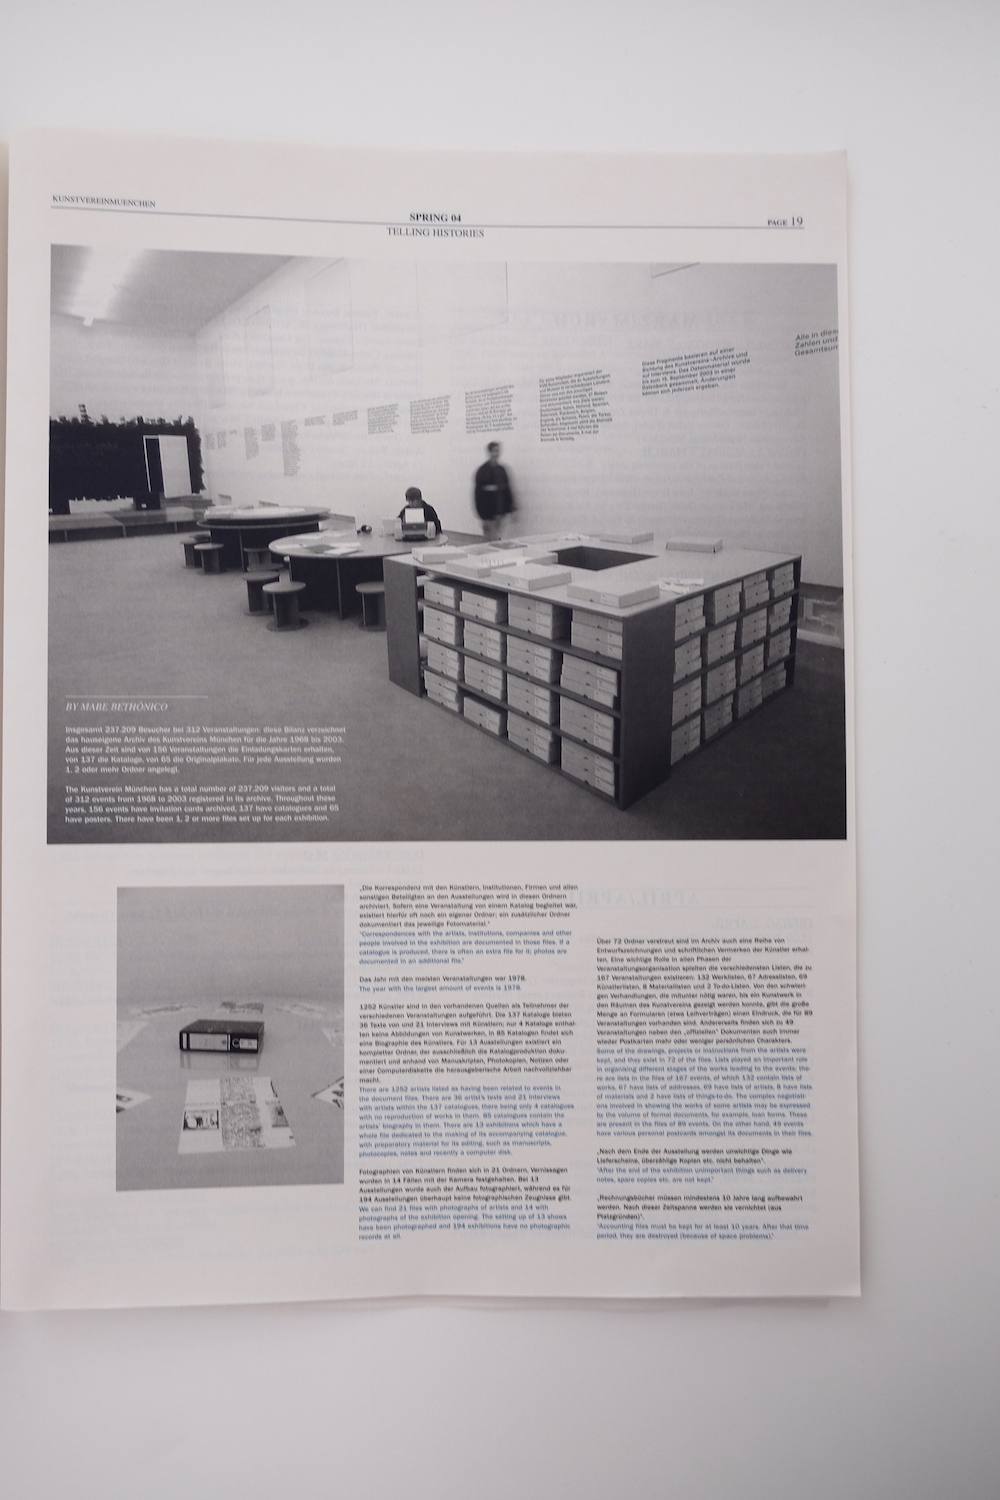 KUNSTVEREINMUENCHEN
SPRING 04
PAGE 19
TELLING HISTORIES
Alle in diese
Zahlen und
Gesamtsum
Diese Fragmente basieren auf einer
Sichtung des Kunstvereins-Archivs und
auf Interviews. Das Datenmaterial wurde
bis zum 15. September 2003 in einer
Datenbank gesammelt. Änderungen
können sich jederzeit ergeben.
BY MABE BETHÔNICO
Insgesamt 237.209 Besucher bei 312 Veranstaltungen: diese Bilanz verzeichnet
das hauseigene Archiv des Kunstvereins München für die Jahre 1968 bis 2003.
Aus dieser Zeit sind von 156 Veranstaltungen die Einladungskarten erhalten,
von 137 die Kataloge, von 65 die Originalplakate. Für jede Ausstellung wurden
1, 2 oder mehr Ordner angelegt.
The Kunstverein München has a total number of 237.209 visitors and a total
of 312 events from 1968 to 2003 registered in its archive. Throughout these
years, 156 events have invitation cards archived, 137 have catalogues and 65
have posters. There have been 1, 2 or more files set up for each exhibition.
„Die Korrespondenz mit den Künstlern, Institutionen, Firmen und allen
sonstigen Beteiligten an den Ausstellungen wird in diesen Ordnern
archiviert. Sofern eine Veranstaltung von einem Katalog begleitet war,
existiert hierfür oft noch ein eigener Ordner; ein zusätzlicher Ordner
dokumentiert das jeweilige Fotomaterial."
'Correspondences with the artists, institutions, companies and other
people involved in the exhibition are documented in those files. If a
catalogue is produced, there is often an extra file for it; photos are
documented in an additional file.'
Das Jahr mit den meisten Veranstaltungen war 1978.
The year with the largest amount of events is 1978.
1252 Künstler sind in den vorhandenen Quellen als Teilnehmer der
verschiedenen Veranstaltungen aufgeführt. Die 137 Kataloge bieten
36 Texte von und 21 Interviews mit Künstlern; nur 4 Kataloge enthal-
ten keine Abbildungen von Kunstwerken, in 85 Katalogen findet sich
eine Biographie des Künstlers. Für 13 Ausstellungen existiert ein
kompletter Ordner, der ausschließlich die Katalogproduktion doku-
mentiert und anhand von Manuskripten, Photokopien, Notizen oder
einer Computerdiskette die herausgeberische Arbeit nachvollziehbar
macht.
There are 1252 artists listed as having been related to events in
the document files. There are 36 artist's texts and 21 interviews
with artists within the 137 catalogues, there being only 4 catalogues
with no reproduction of works in them. 85 catalogues contain the
artists' biography in them. There are 13 exhibitions which have a
whole file dedicated to the making of its accompanying catalogue,
with preparatory material for its editing, such as manuscripts,
photocopies, notes and recently a computer disk.
Fotographien von Künstlern finden sich in 21 Ordnern, Vernissagen
wurden in 14 Fällen mit der Kamera festgehalten. Bei 13
Ausstellungen wurde auch der Aufbau fotographiert, während es für
194 Ausstellungen überhaupt keine fotographischen Zeugnisse gibt.
We can find 21 files with photographs of artists and 14 with
photographs of the exhibition opening. The setting up of 13 shows
have been photographed and 194 exhibitions have no photographic
records at all.
Über 72 Ordner verstreut sind im Archiv auch eine Reihe von
Entwurfszeichnungen und schriftlichen Vermerken der Künstler erhal-
ten. Eine wichtige Rolle in allen Phasen der
Veranstaltungsorganisation spielten die verschiedensten Listen, die zu
167 Veranstaltungen existieren: 132 Werklisten, 67 Adresslisten, 69
Künstlerlisten, 8 Materiallisten und 2 To-do-Listen. Von den schwieri-
gen Verhandlungen, die mitunter nötig waren, bis ein Kunstwerk in
den Räumen des Kunstvereins gezeigt werden konnte, gibt die große
Menge an Formularen (etwa Leihverträgen) einen Eindruck, die für 89
Veranstaltungen vorhanden sind. Andererseits finden sich zu 49
Veranstaltungen neben den „offiziellen" Dokumenten auch immer
wieder Postkarten mehr oder weniger persönlichen Charakters.
Some of the drawings, projects or instructions from the artists were
kept, and they exist in 72 of the files. Lists played an important role
in organising different stages of the works leading to the events; the-
re are lists in the files of 167 events, of which 132 contain lists of
works, 67 have lists of addresses, 69 have lists of artists, 8 have lists
of materials and 2 have lists of things-to-do. The complex negotiati-
ons involved in showing the works of some artists may be expressed
by the volume of formal documents, for example, loan forms. These
are present in the files of 89 events. On the other hand, 49 events
have various personal postcards amongst its documents in their files.
„Nach dem Ende der Ausstellung werden unwichtige Dinge wie
Lieferscheine, überzählige Kopien etc. nicht behalten".
'After the end of the exhibition unimportant things such as delivery
notes, spare copies etc. are not kept.'
„Rechnungsbücher müssen mindestens 10 Jahre lang aufbewahrt
werden. Nach dieser Zeitspanne werden sie vernichtet (aus
Platzgründen)".
'Accounting files must be kept for at least 10 years. After that time
period, they are destroyed (because of space problems).'